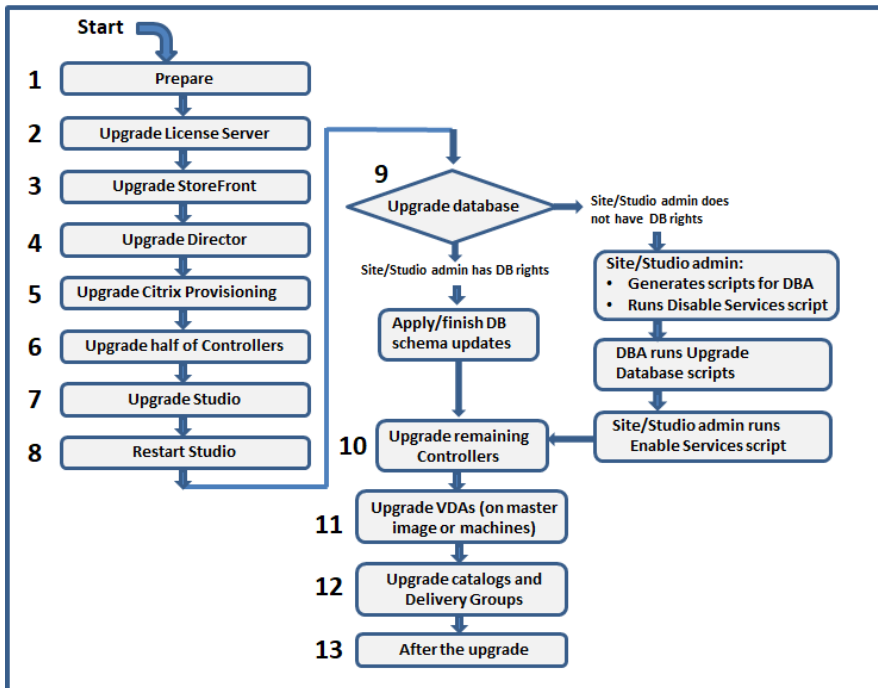 Start
1
Prepare
2
Upgrade License Server
3
Upgrade StoreFront
4
Upgrade Director
5
Upgrade Citrix Provisioning
6
Upgrade half of Controllers
7
Upgrade Studio
8
Restart Studio
9
Upgrade database
Site/Studio admin does
not have DB rights
Site/Studio admin has DB rights
Site/Studio admin:
• Generates scripts for DBA
• Runs Disable Services script
Apply/finish DB
schema updates
DBA runs Upgrade
Database scripts
Site/Studio admin runs
Enable Services script
10
Upgrade remaining
Controllers
11
Upgrade VDAs (on master
image or machines)
12
Upgrade catalogs and
Delivery Groups
13
After the upgrade